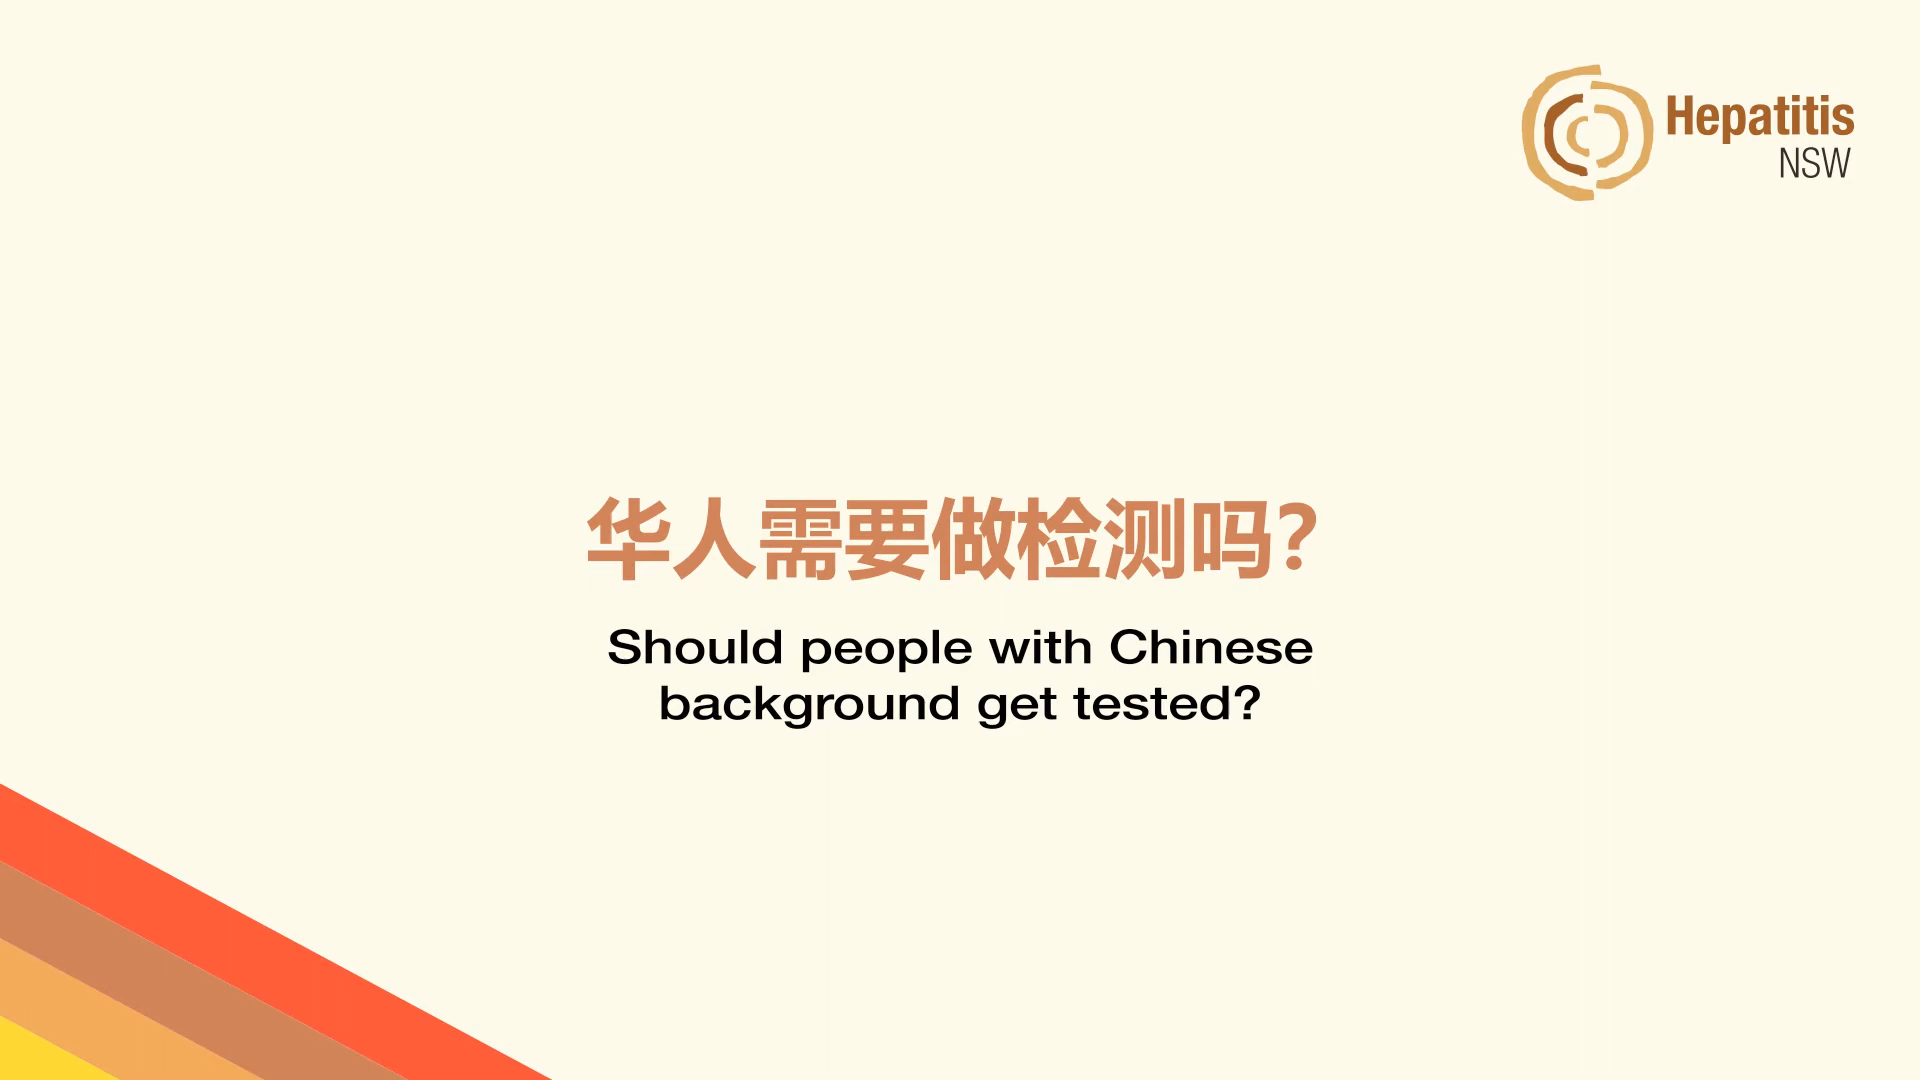 Hepatitis
NSW
华人需要做检测吗?
Should people with Chinese
background get tested?